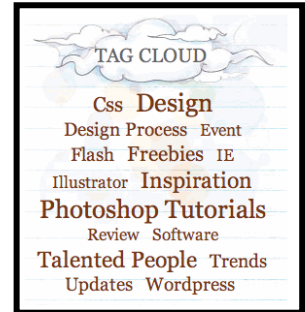 TAG CLOUD
Css Design
Design Process Event
Flash Freebies IE
Illustrator Inspiration
Photoshop Tutorials
Review Software
Talented People Trends
Updates Wordpress